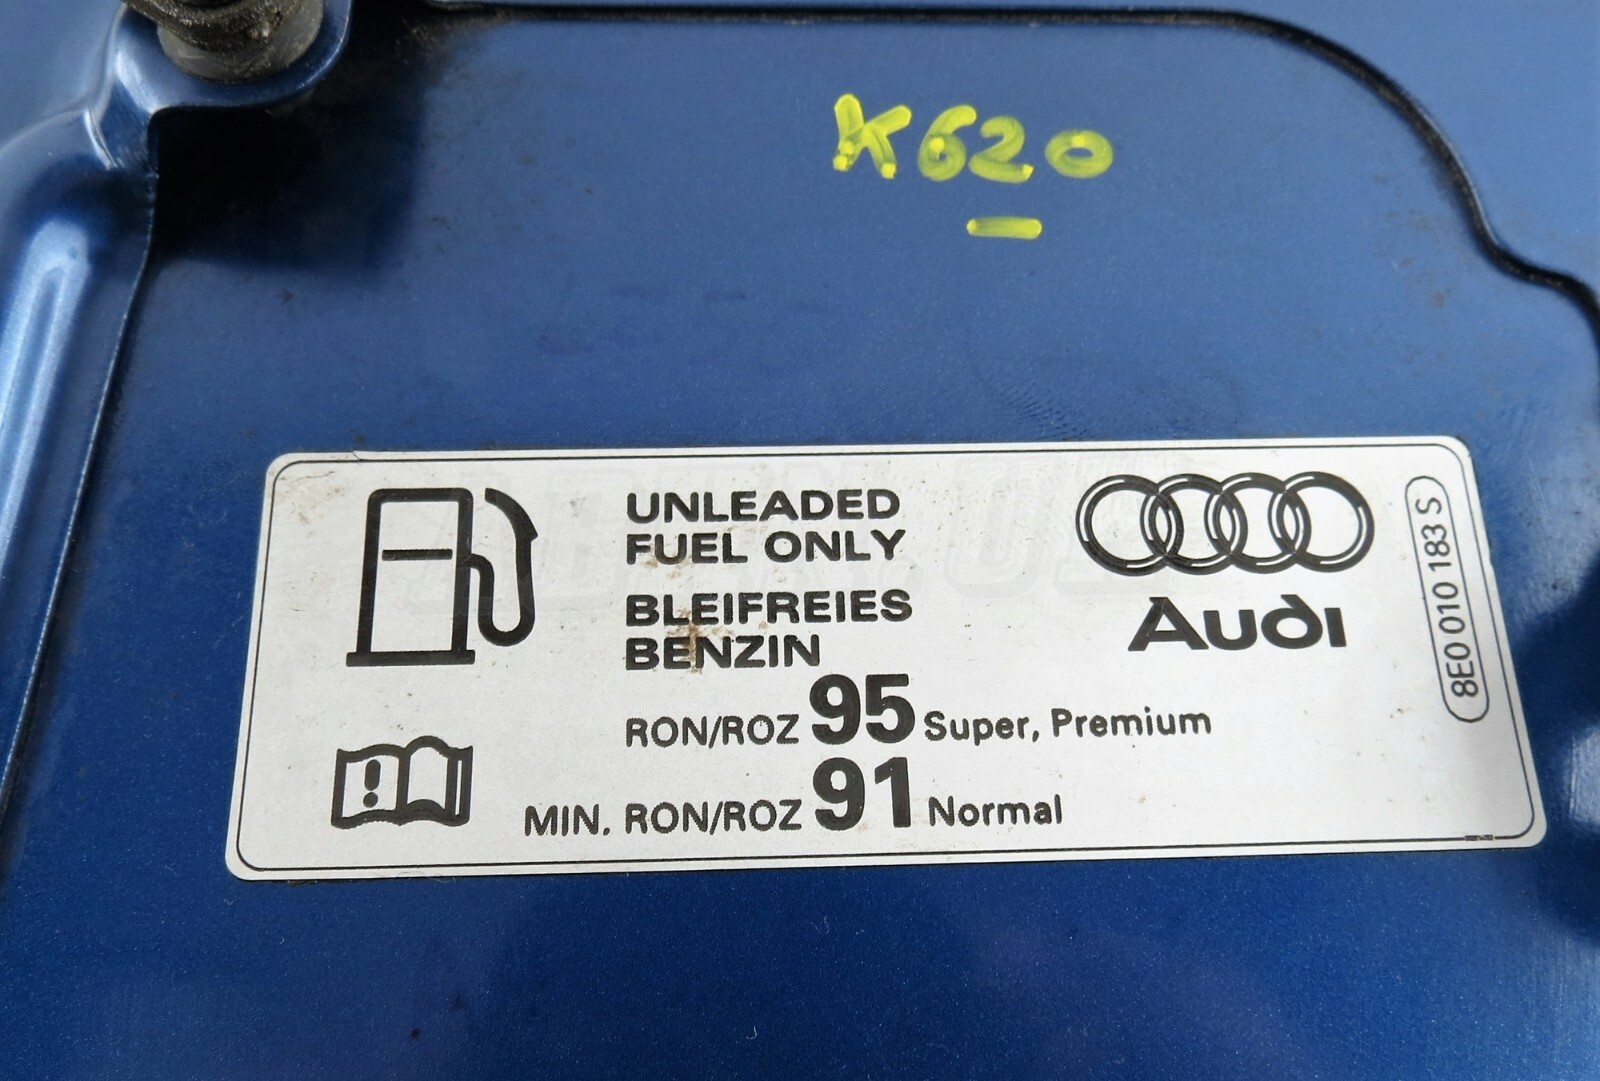 K620
UNLEADED
FUEL ONLY
BLEIFREIES
BENZIN
RON/ROZ 95 Super, Premium
MIN. RON/ROZ 91 Normal
Audi
8E0 010 183 S